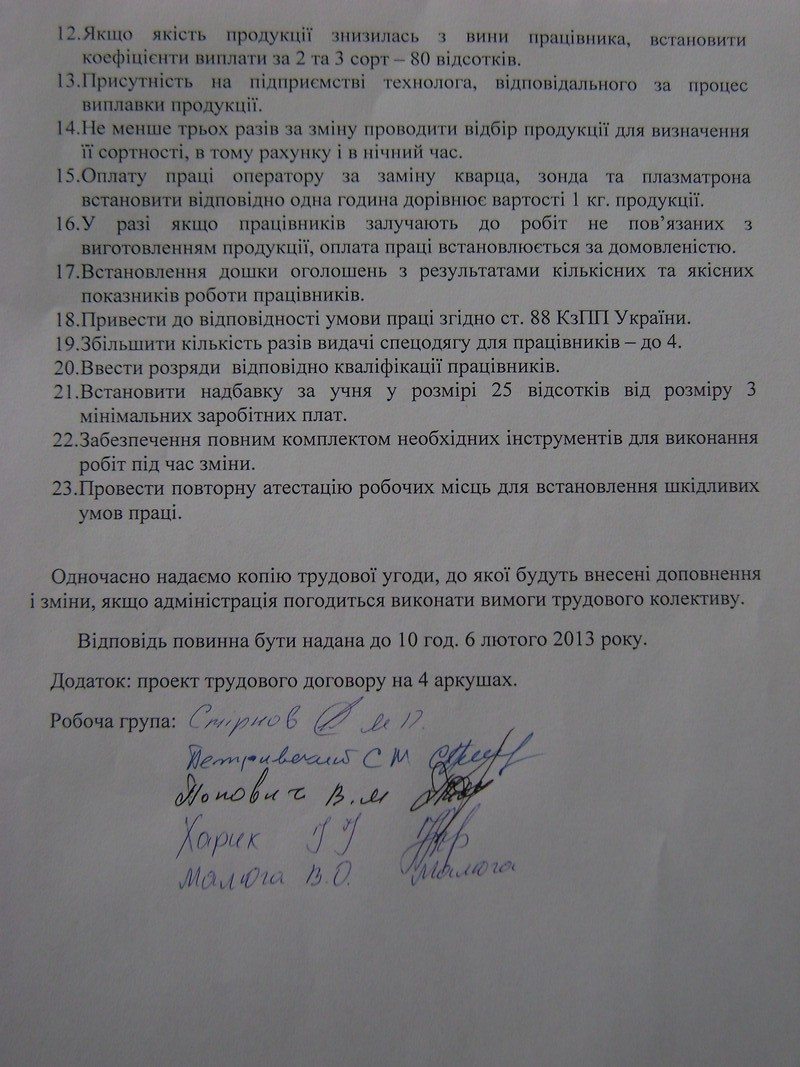 12.Якщо якість продукції знизилась з вини працівника, встановити
коефіцієнти виплати за 2 та 3 сорт – 80 відсотків.
13.Присутність на підприємстві технолога, відповідального за процес
виплавки продукції.
14.Не менше трьох разів за зміну проводити відбір продукції для визначення
її сортності, в тому рахунку і в нічний час.
15.Оплату праці оператору за заміну кварца, зонда та плазматрона
встановити відповідно одна година дорівнює вартості 1 кг. продукції.
16.У разі якщо працівників залучають до робіт не пов’язаних з
виготовленням продукції, оплата праці встановлюється за домовленістю.
17.Встановлення дошки оголошень з результатами кількісних та якісних
показників роботи працівників.
18.Привести до відповідності умови праці згідно ст. 88 КзПП України.
19.Збільшити кількість разів видачі спецодягу для працівників – до 4.
20.Ввести розряди відповідно кваліфікації працівників.
21.Встановити надбавку за учня у розмірі 25 відсотків від розміру 3
мінімальних заробітних плат.
22.Забезпечення повним комплектом необхідних інструментів для виконання
робіт під час зміни.
23.Провести повторну атестацію робочих місць для встановлення шкідливих
умов праці.
Одночасно надаємо копію трудової угоди, до якої будуть внесені доповнення
і зміни, якщо адміністрація погодиться виконати вимоги трудового колективу.
Відповідь повинна бути надана до 10 год. 6 лютого 2013 року.
Додаток: проект трудового договору на 4 аркушах.
Робоча група: Смірнов М П.
С М
Попович В.М
Харик
Малюга В.О. Малюга